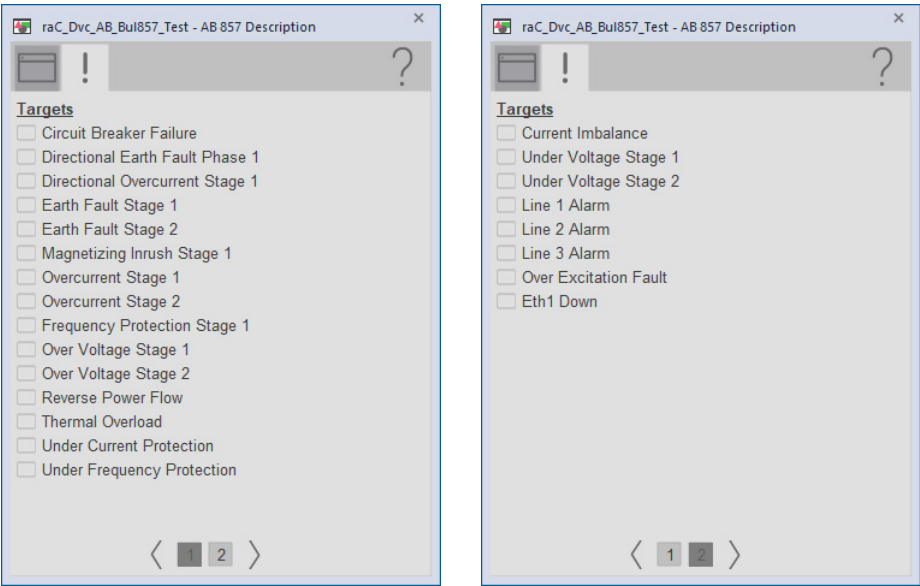 raC_Dvc_AB_Bul857_Test - AB 857 Description
Targets
Circuit Breaker Failure
Directional Earth Fault Phase 1
Directional Overcurrent Stage 1
Earth Fault Stage 1
Earth Fault Stage 2
Magnetizing Inrush Stage 1
Overcurrent Stage 1
Overcurrent Stage 2
Frequency Protection Stage 1
Over Voltage Stage 1
Over Voltage Stage 2
Reverse Power Flow
Thermal Overload
Under Current Protection
Under Frequency Protection
1 2
raC_Dvc_AB_Bul857_Test - AB 857 Description
Targets
Current Imbalance
Under Voltage Stage 1
Under Voltage Stage 2
Line 1 Alarm
Line 2 Alarm
Line 3 Alarm
Over Excitation Fault
Eth1 Down
1 2